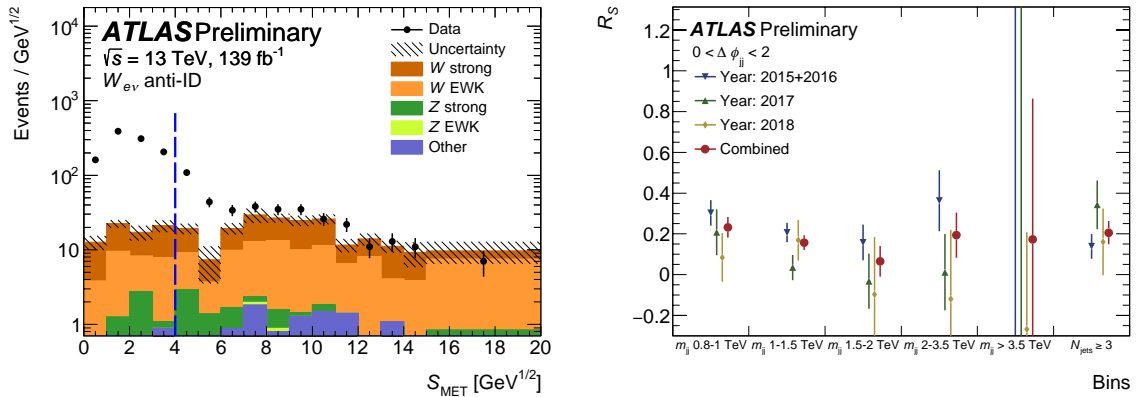 ATLAS Preliminary
√s = 13 TeV, 139 fb⁻¹
W_eν anti-ID
Data
Uncertainty
W strong
W EWK
Z strong
Z EWK
Other
Events / GeV^1/2
10⁴
10³
10²
10
1
0 2 4 6 8 10 12 14 16 18 20
S_MET [GeV^1/2]
R_S
ATLAS Preliminary
0 < Δ ϕ_jj < 2
Year: 2015+2016
Year: 2017
Year: 2018
Combined
1.2
1
0.8
0.6
0.4
0.2
0
−0.2
m_jj 0.8-1 TeV m_jj 1-1.5 TeV m_jj 1.5-2 TeV m_jj 2-3.5 TeV m_jj > 3.5 TeV N_jets ≥ 3
Bins